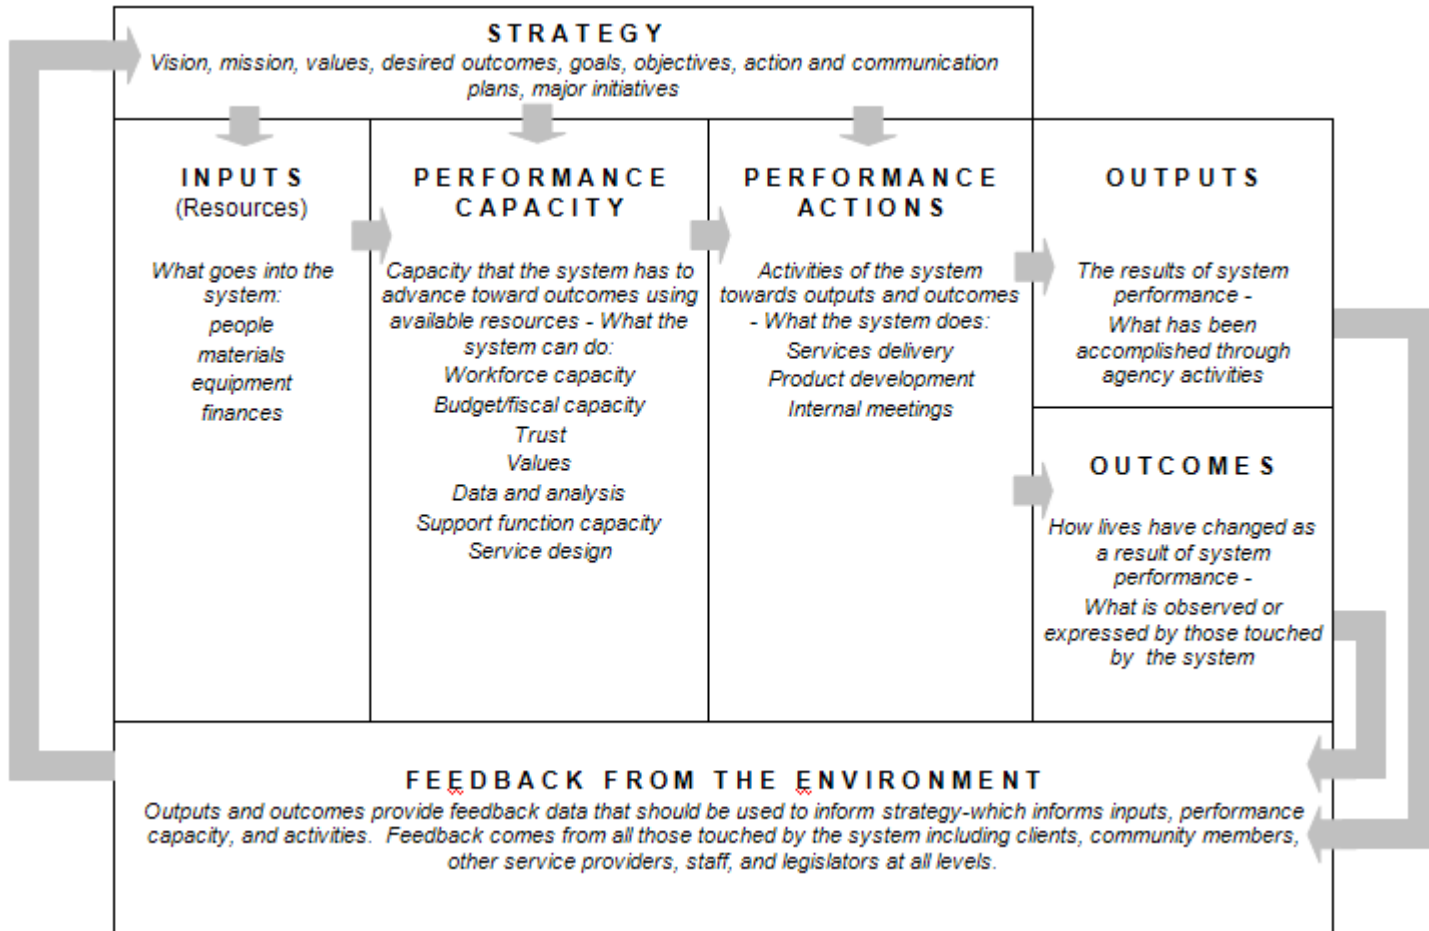 STRATEGY
Vision, mission, values, desired outcomes, goals, objectives, action and communication
plans, major initiatives
INPUTS
(Resources)
What goes into the
system:
people
materials
equipment
finances
PERFORMANCE
CAPACITY
Capacity that the system has to
advance toward outcomes using
available resources - What the
system can do:
Workforce capacity
Budget/fiscal capacity
Trust
Values
Data and analysis
Support function capacity
Service design
PERFORMANCE
ACTIONS
Activities of the system
towards outputs and outcomes
- What the system does:
Services delivery
Product development
Internal meetings
OUTPUTS
The results of system
performance -
What has been
accomplished through
agency activities
OUTCOMES
How lives have changed as
a result of system
performance -
What is observed or
expressed by those touched
by the system
FEEDBACK FROM THE ENVIRONMENT
Outputs and outcomes provide feedback data that should be used to inform strategy-which informs inputs, performance
capacity, and activities. Feedback comes from all those touched by the system including clients, community members,
other service providers, staff, and legislators at all levels.